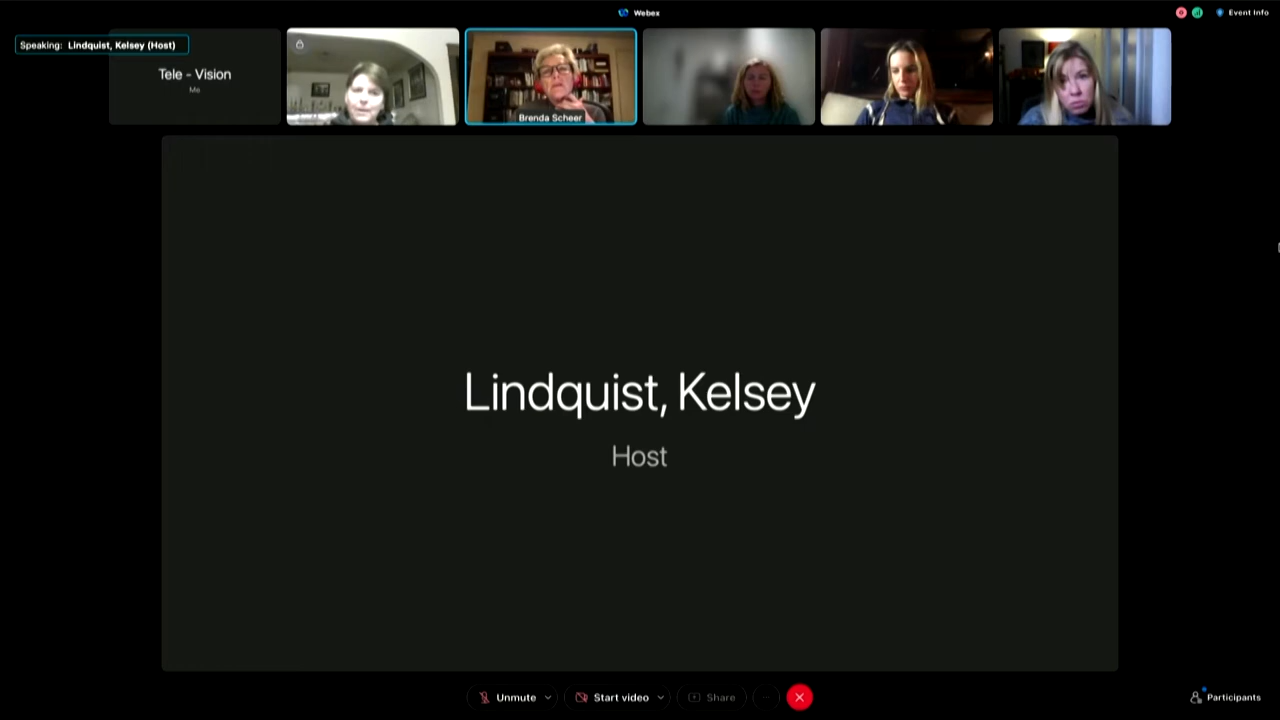 Webex
Event Info
Speaking: Lindquist, Kelsey (Host)
Tele - Vision
Me
Brenda Scheer
Lindquist, Kelsey
Host
Unmute
Start video
Share
Participants